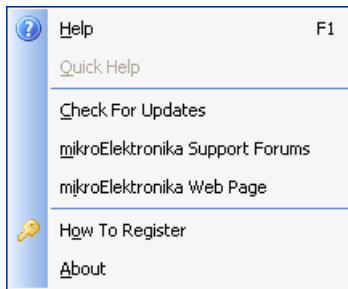 Help F1
Quick Help
Check For Updates
mikroElektronika Support Forums
mikroElektronika Web Page
How To Register
About